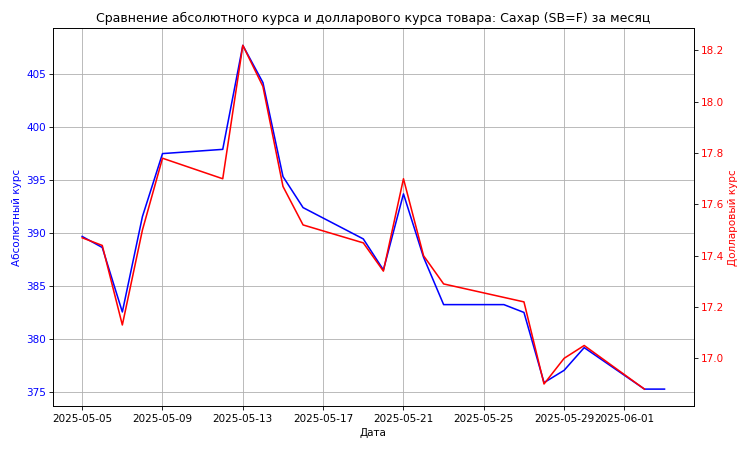 Сравнение абсолютного курса и долларового курса товара: Сахар (SB=F) за месяц
405
400
395
390
385
380
375
Абсолютный курс
18.2
18.0
17.8
17.6
17.4
17.2
17.0
Долларовый курс
2025-05-05 2025-05-09 2025-05-13 2025-05-17 2025-05-21 2025-05-25 2025-05-29 2025-06-01
Дата